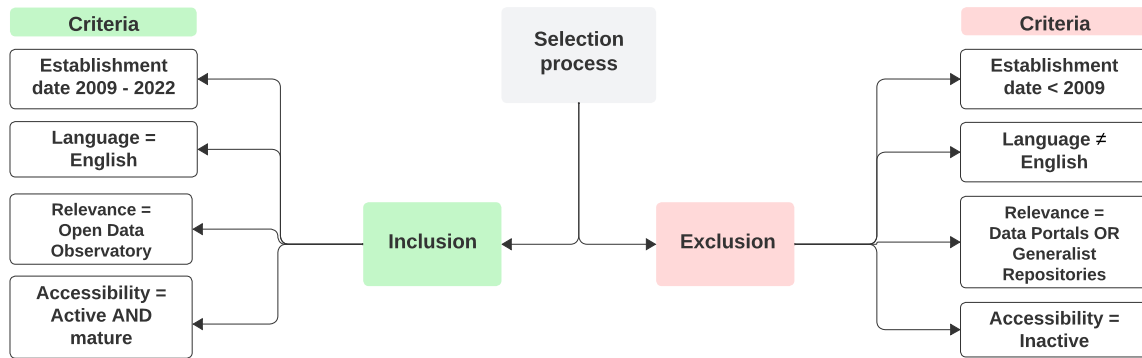 Criteria
Establishment
date 2009 - 2022
Language =
English
Relevance =
Open Data
Observatory
Accessibility =
Active AND
mature
Selection
process
Inclusion
Exclusion
Criteria
Establishment
date < 2009
Language ≠
English
Relevance =
Data Portals OR
Generalist
Repositories
Accessibility =
Inactive